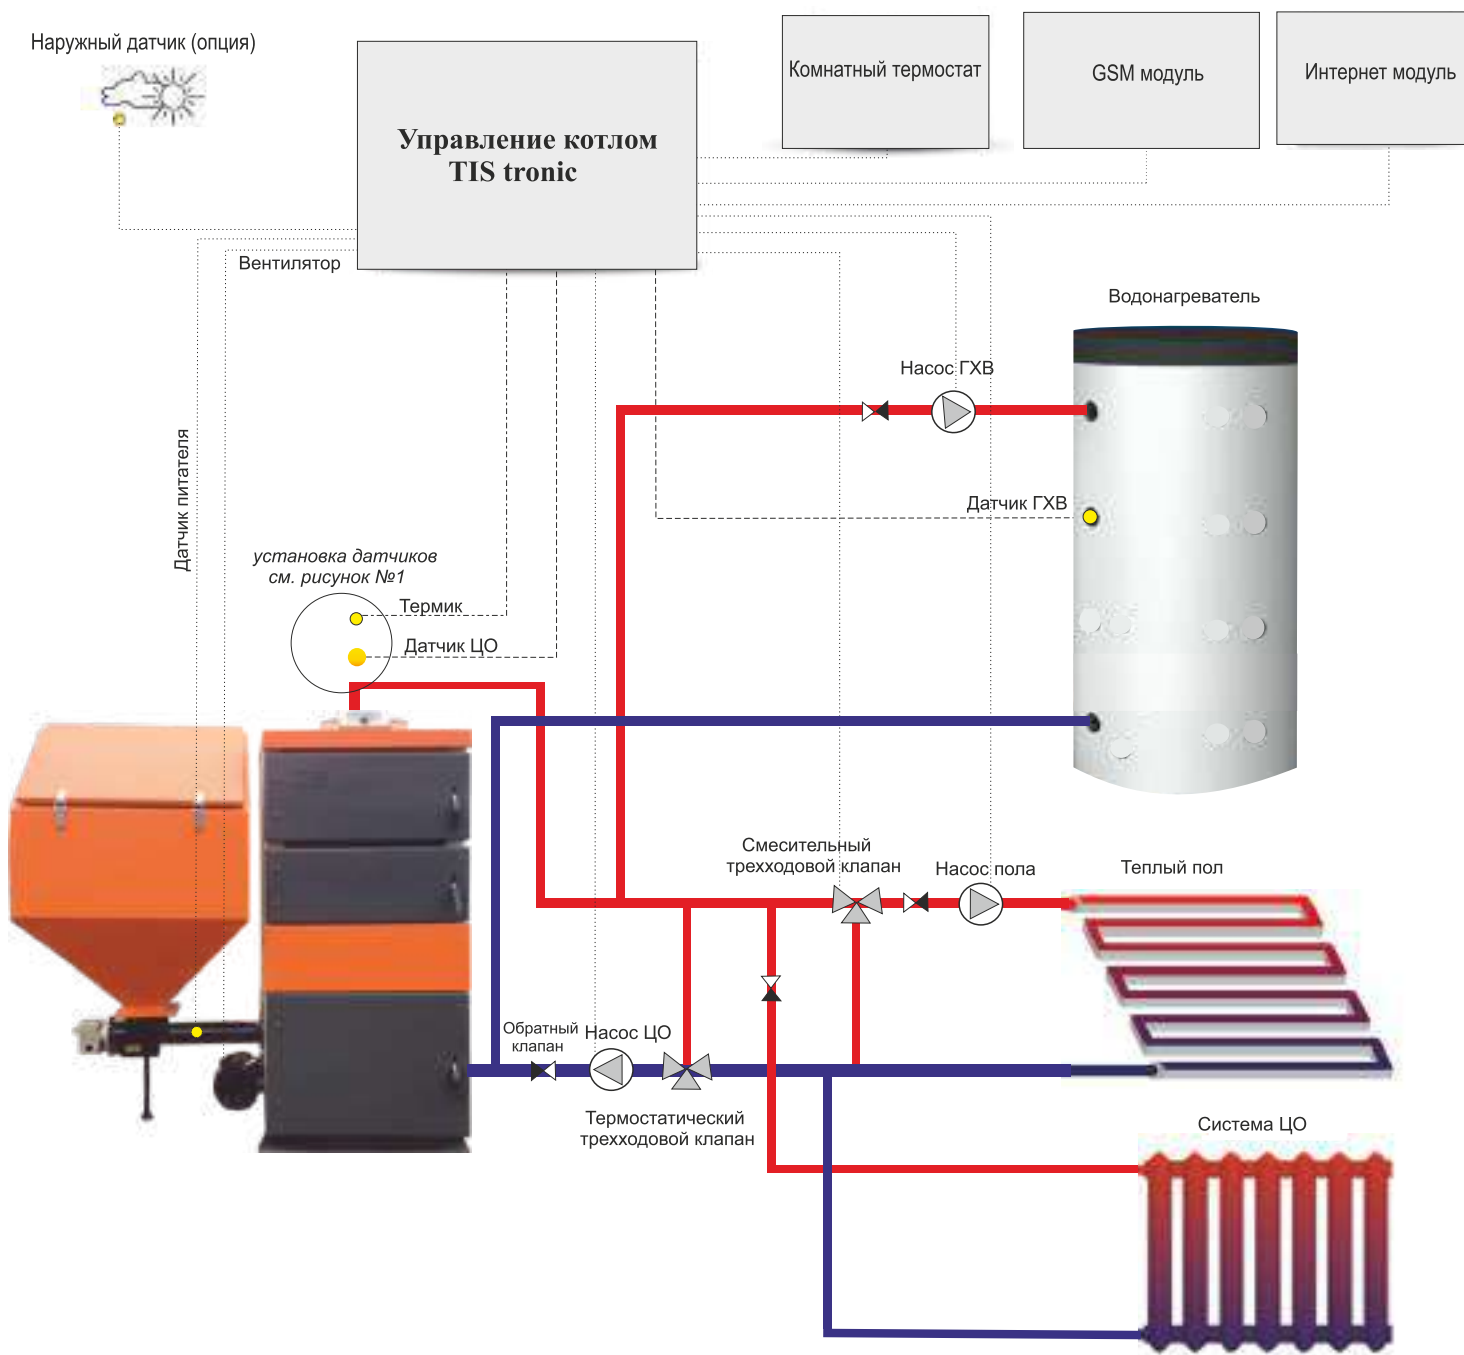 Наружный датчик (опция)
Управление котлом
TIS tronic
Комнатный термостат
GSM модуль
Интернет модуль
Вентилятор
Водонагреватель
Насос ГХВ
Датчик питателя
Датчик ГХВ
установка датчиков
см. рисунок №1
Термик
Датчик ЦО
Смесительный
трехходовой клапан
Насос пола
Теплый пол
Обратный
клапан
Насос ЦО
Термостатический
трехходовой клапан
Система ЦО